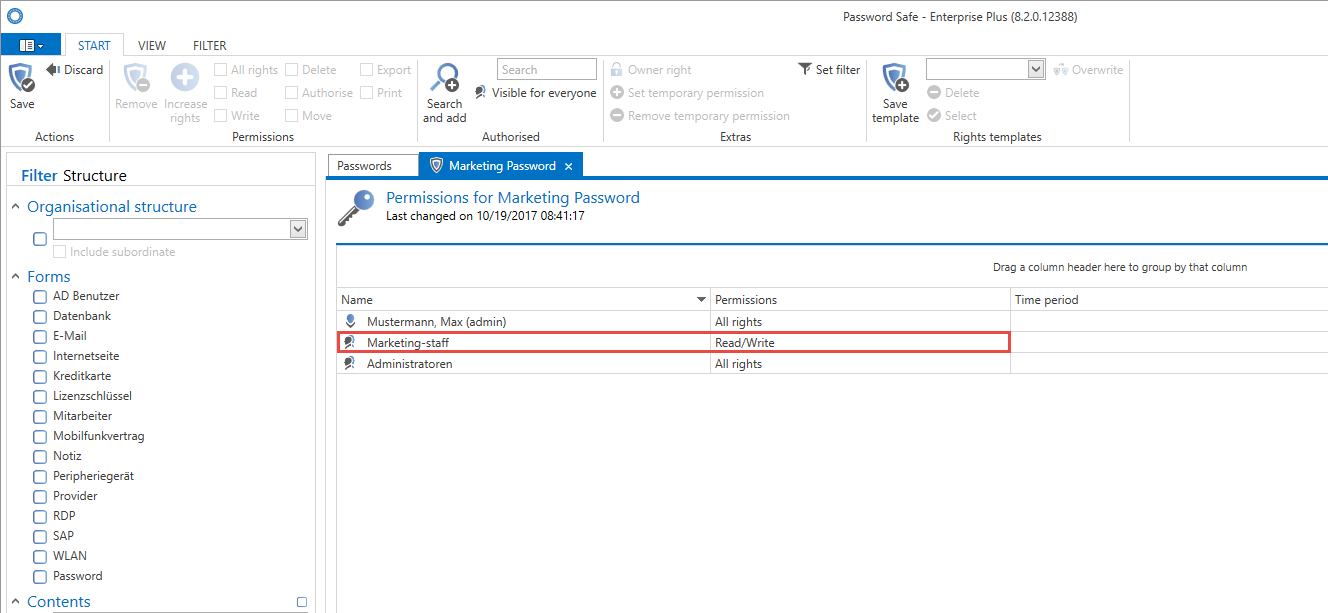 Password Safe - Enterprise Plus (8.2.0.12388)
START VIEW FILTER
Save
Discard
Actions
Remove
Increase rights
All rights
Read
Write
Delete
Authorise
Move
Export
Print
Permissions
Search and add
Search
Visible for everyone
Authorised
Owner right
Set temporary permission
Remove temporary permission
Set filter
Extras
Save template
Overwrite
Delete
Select
Rights templates
Filter Structure
Organisational structure
Include subordinate
Forms
AD Benutzer
Datenbank
E-Mail
Internetseite
Kreditkarte
Lizenzschlüssel
Mitarbeiter
Mobilfunkvertrag
Notiz
Peripheriegerät
Provider
RDP
SAP
WLAN
Password
Contents
Passwords
Marketing Password
Permissions for Marketing Password
Last changed on 10/19/2017 08:41:17
Drag a column header here to group by that column
Name Permissions Time period
Mustermann, Max (admin) All rights
Marketing-staff Read/Write
Administratoren All rights